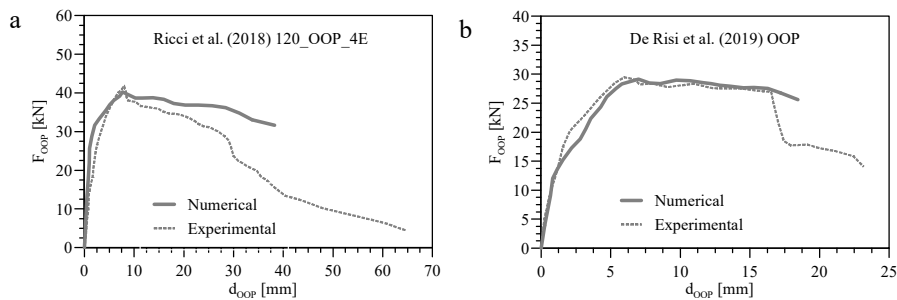 a
Ricci et al. (2018) 120_OOP_4E
F_OOP [kN]
60
50
40
30
20
10
0
Numerical
Experimental
0 10 20 30 40 50 60 70
d_OOP [mm]
b
De Risi et al. (2019) OOP
F_OOP [kN]
40
35
30
25
20
15
10
5
0
Numerical
Experimental
0 5 10 15 20 25
d_OOP [mm]